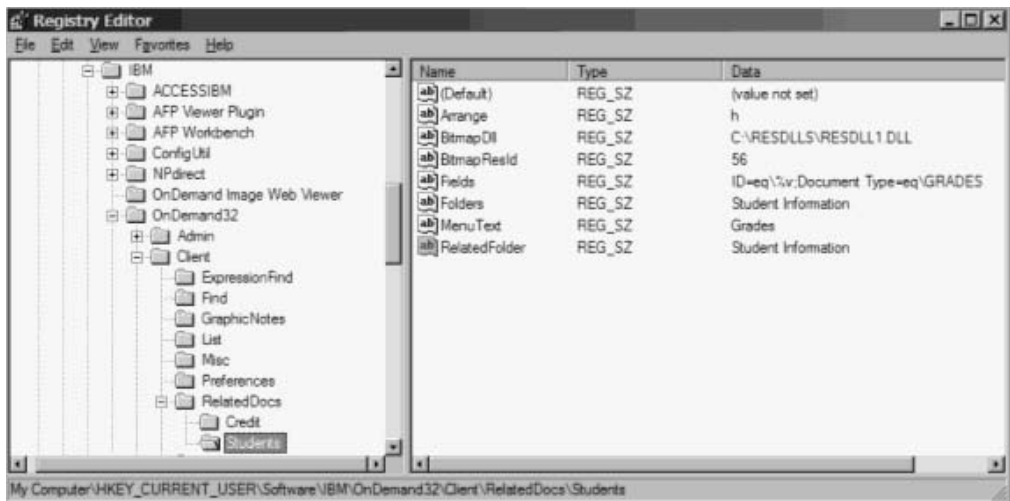 Registry Editor
File Edit View Favorites Help
IBM
ACCESSIBM
AFP Viewer Plugin
AFP Workbench
ConfigUtil
NPdirect
OnDemand Image Web Viewer
OnDemand32
Admin
Client
ExpressionFind
Find
GraphicNotes
List
Misc
Preferences
RelatedDocs
Credit
Students
Name Type Data
(Default) REG_SZ (value not set)
Arrange REG_SZ h
BitmapDll REG_SZ C:\RESDLLS\RESDLL1.DLL
BitmapResId REG_SZ 56
Fields REG_SZ ID=eq\%v;Document Type=eq\GRADES
Folders REG_SZ Student Information
MenuText REG_SZ Grades
RelatedFolder REG_SZ Student Information
My Computer\HKEY_CURRENT_USER\Software\IBM\OnDemand32\Client\RelatedDocs\Students